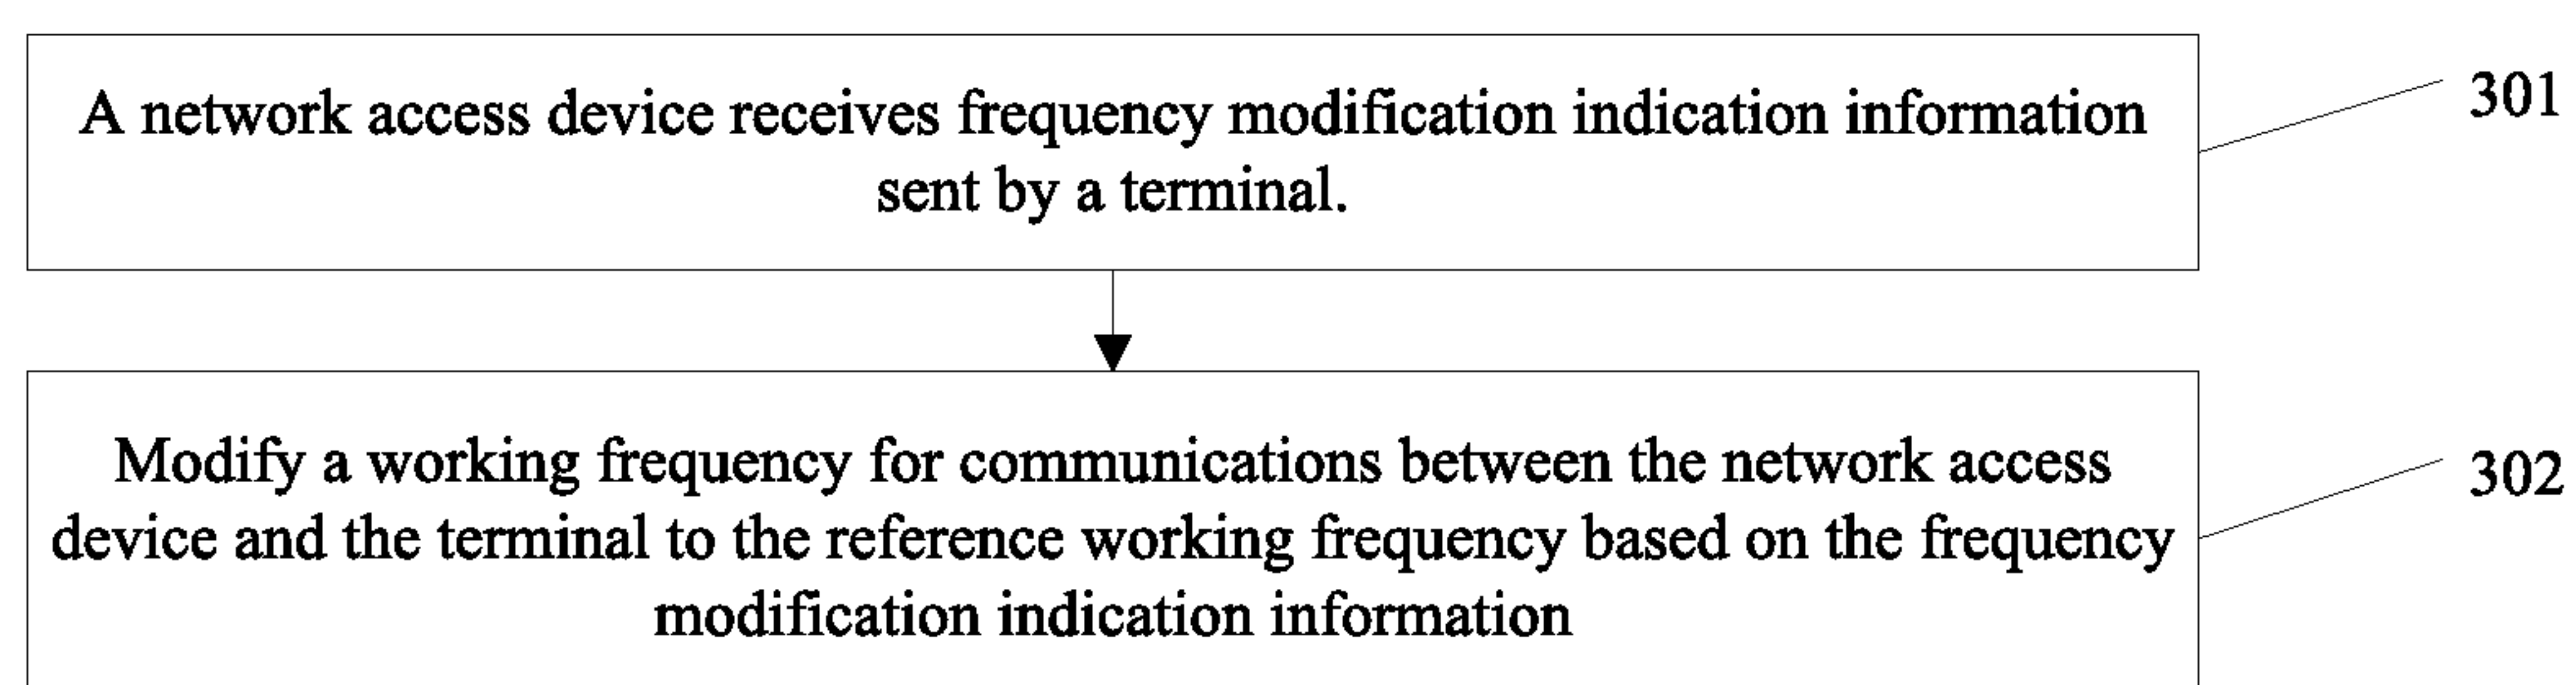 A network access device receives frequency modification indication information
sent by a terminal.
301
Modify a working frequency for communications between the network access
device and the terminal to the reference working frequency based on the frequency
modification indication information
302